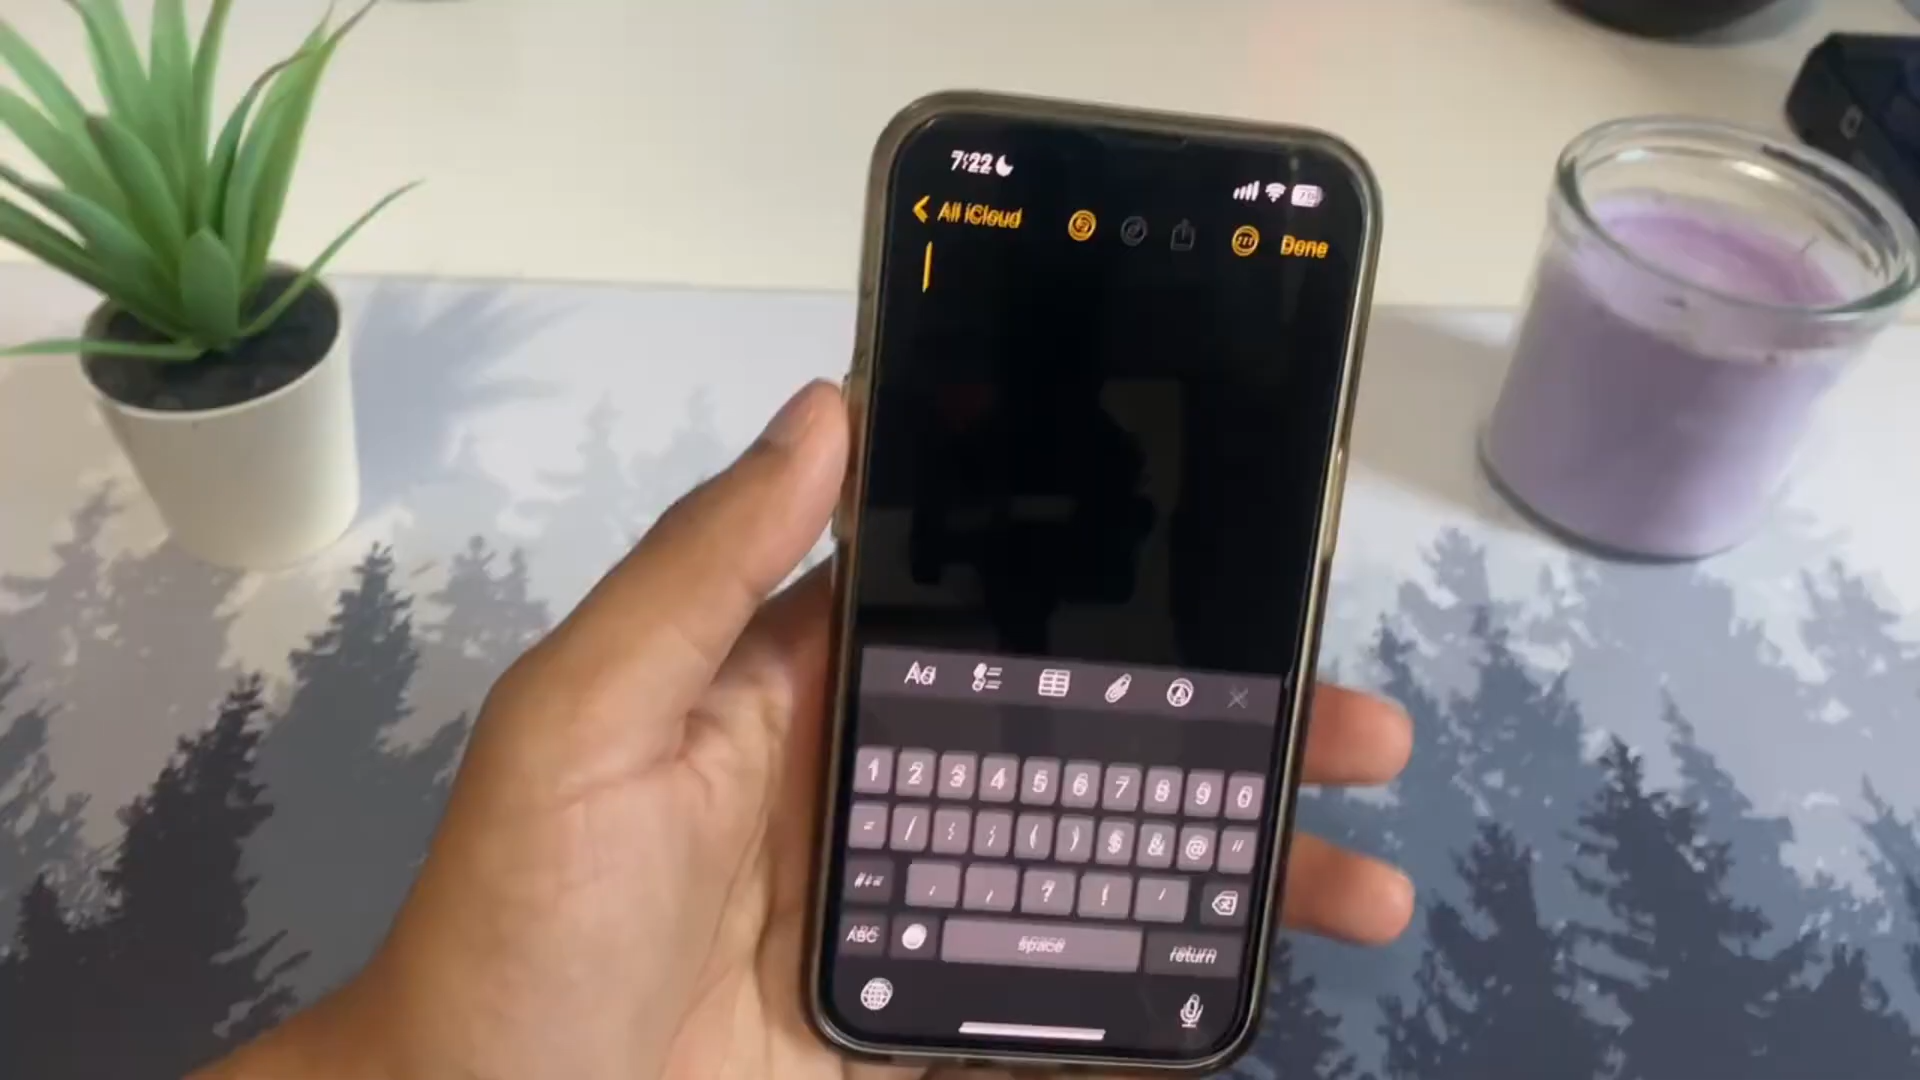 7:22
All iCloud Done
Aa
1 2 3 4 5 6 7 8 9 0
- / : ; ( ) $ & @ "
#+= . , ? ! '
ABC space return